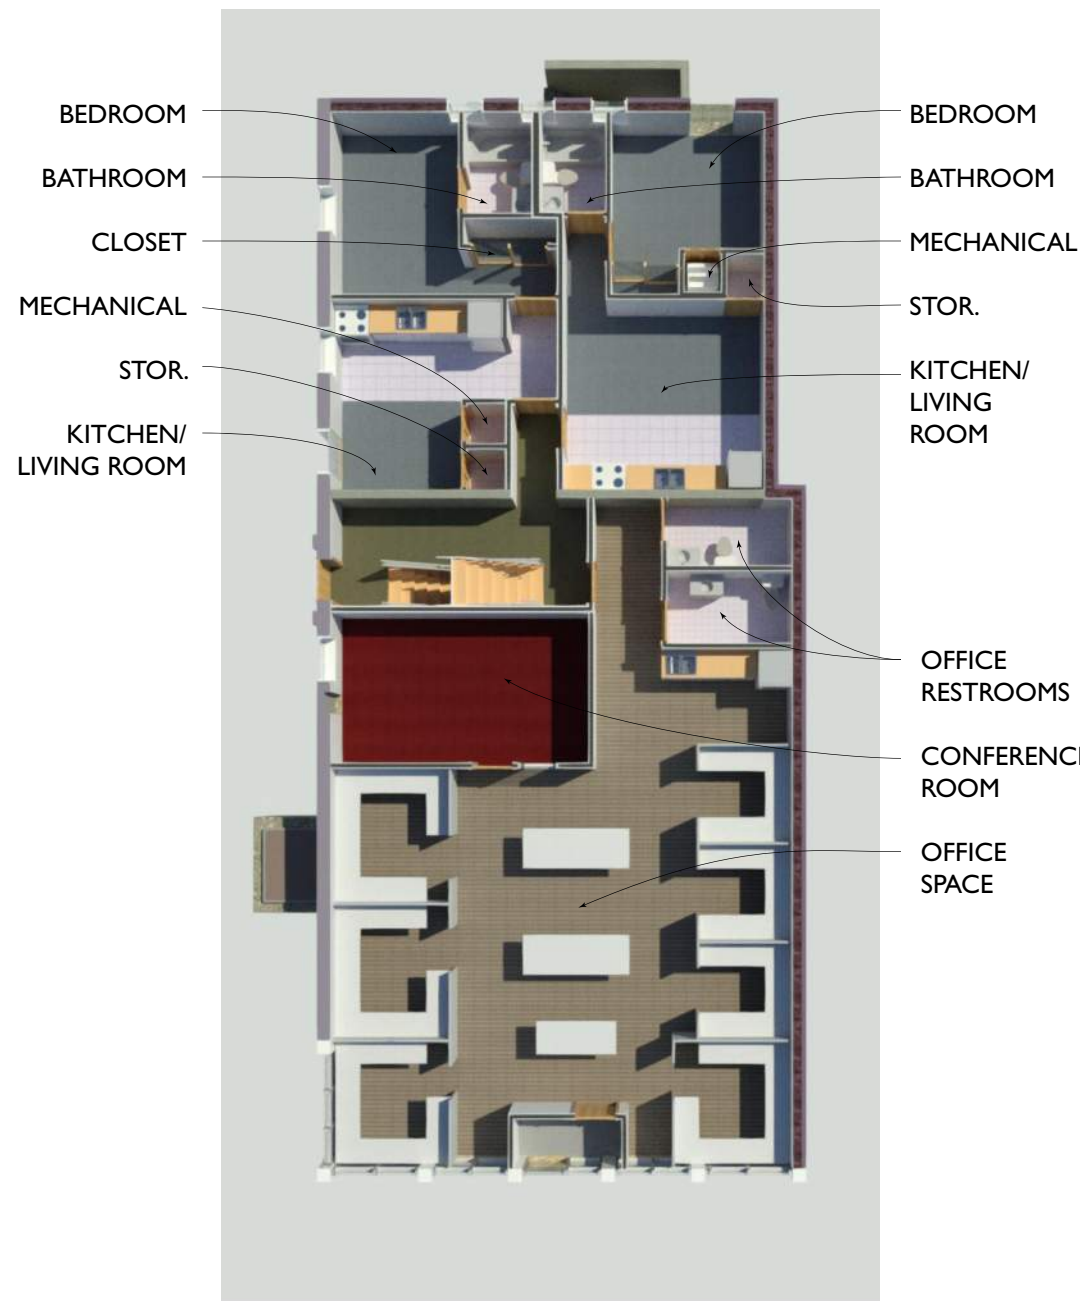 BEDROOM
BATHROOM
CLOSET
MECHANICAL
STOR.
KITCHEN/
LIVING ROOM
BEDROOM
BATHROOM
MECHANICAL
STOR.
KITCHEN/
LIVING
ROOM
OFFICE
RESTROOMS
CONFERENC
ROOM
OFFICE
SPACE